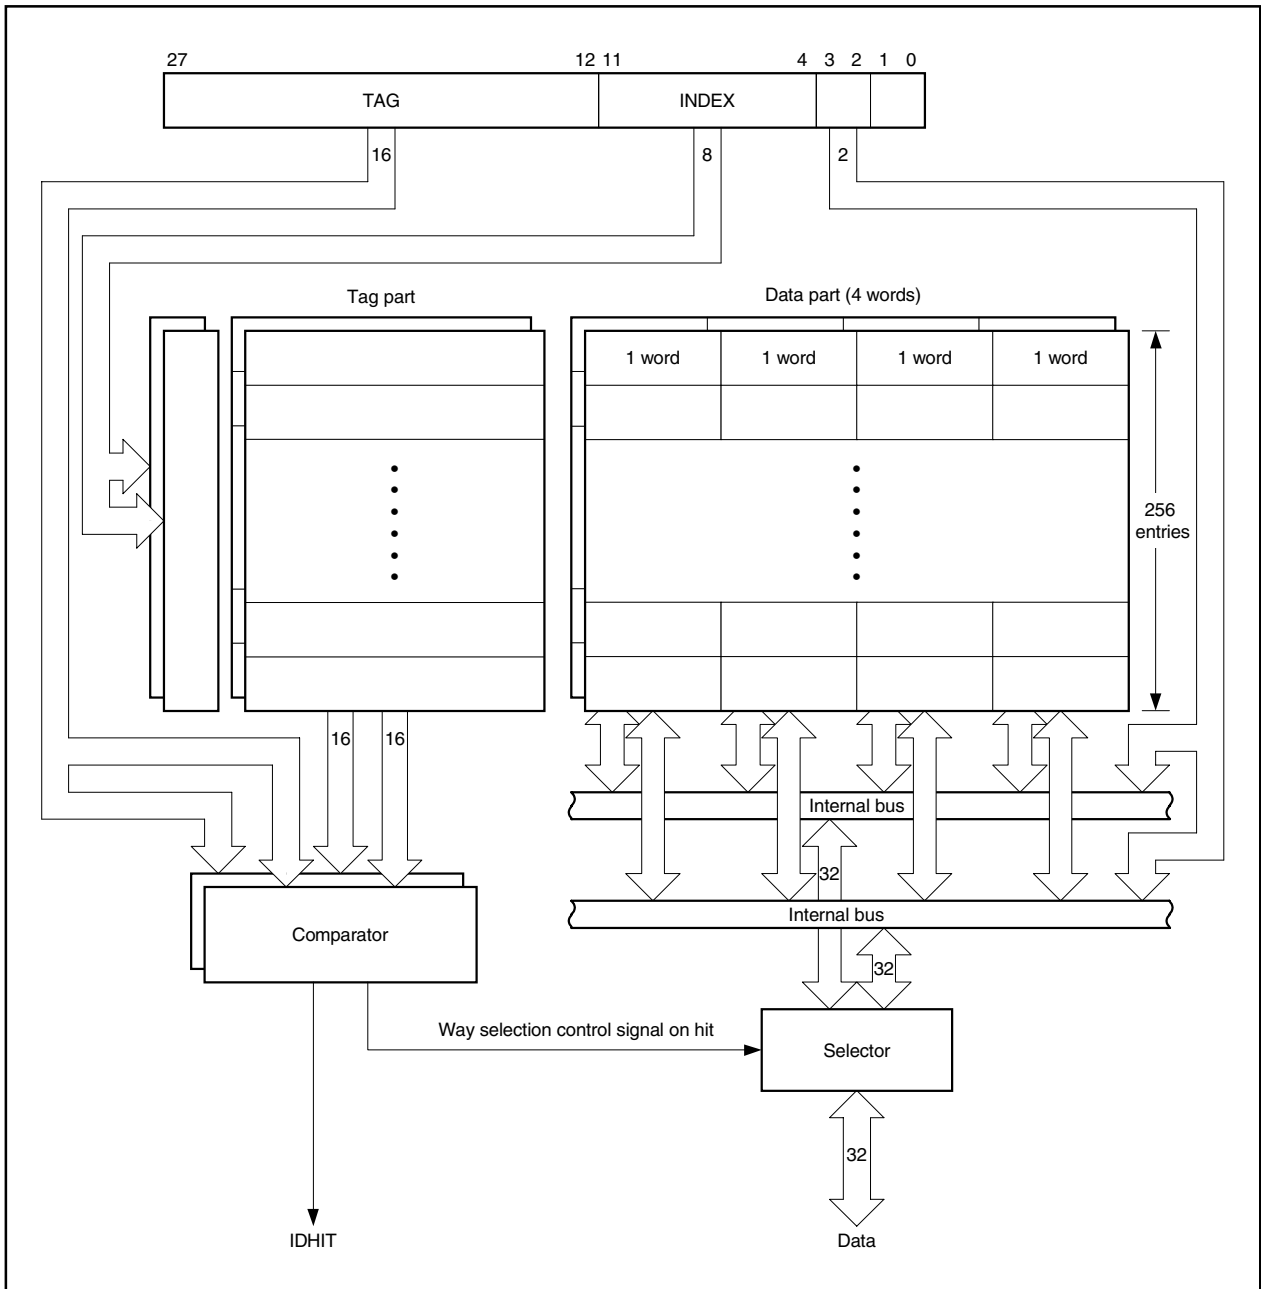 27 12 11 4 3 2 1 0
TAG INDEX
16 8 2
Tag part Data part (4 words)
1 word 1 word 1 word 1 word
256
entries
16 16
Internal bus
32
Internal bus
Comparator
32
Way selection control signal on hit
Selector
32
IDHIT Data